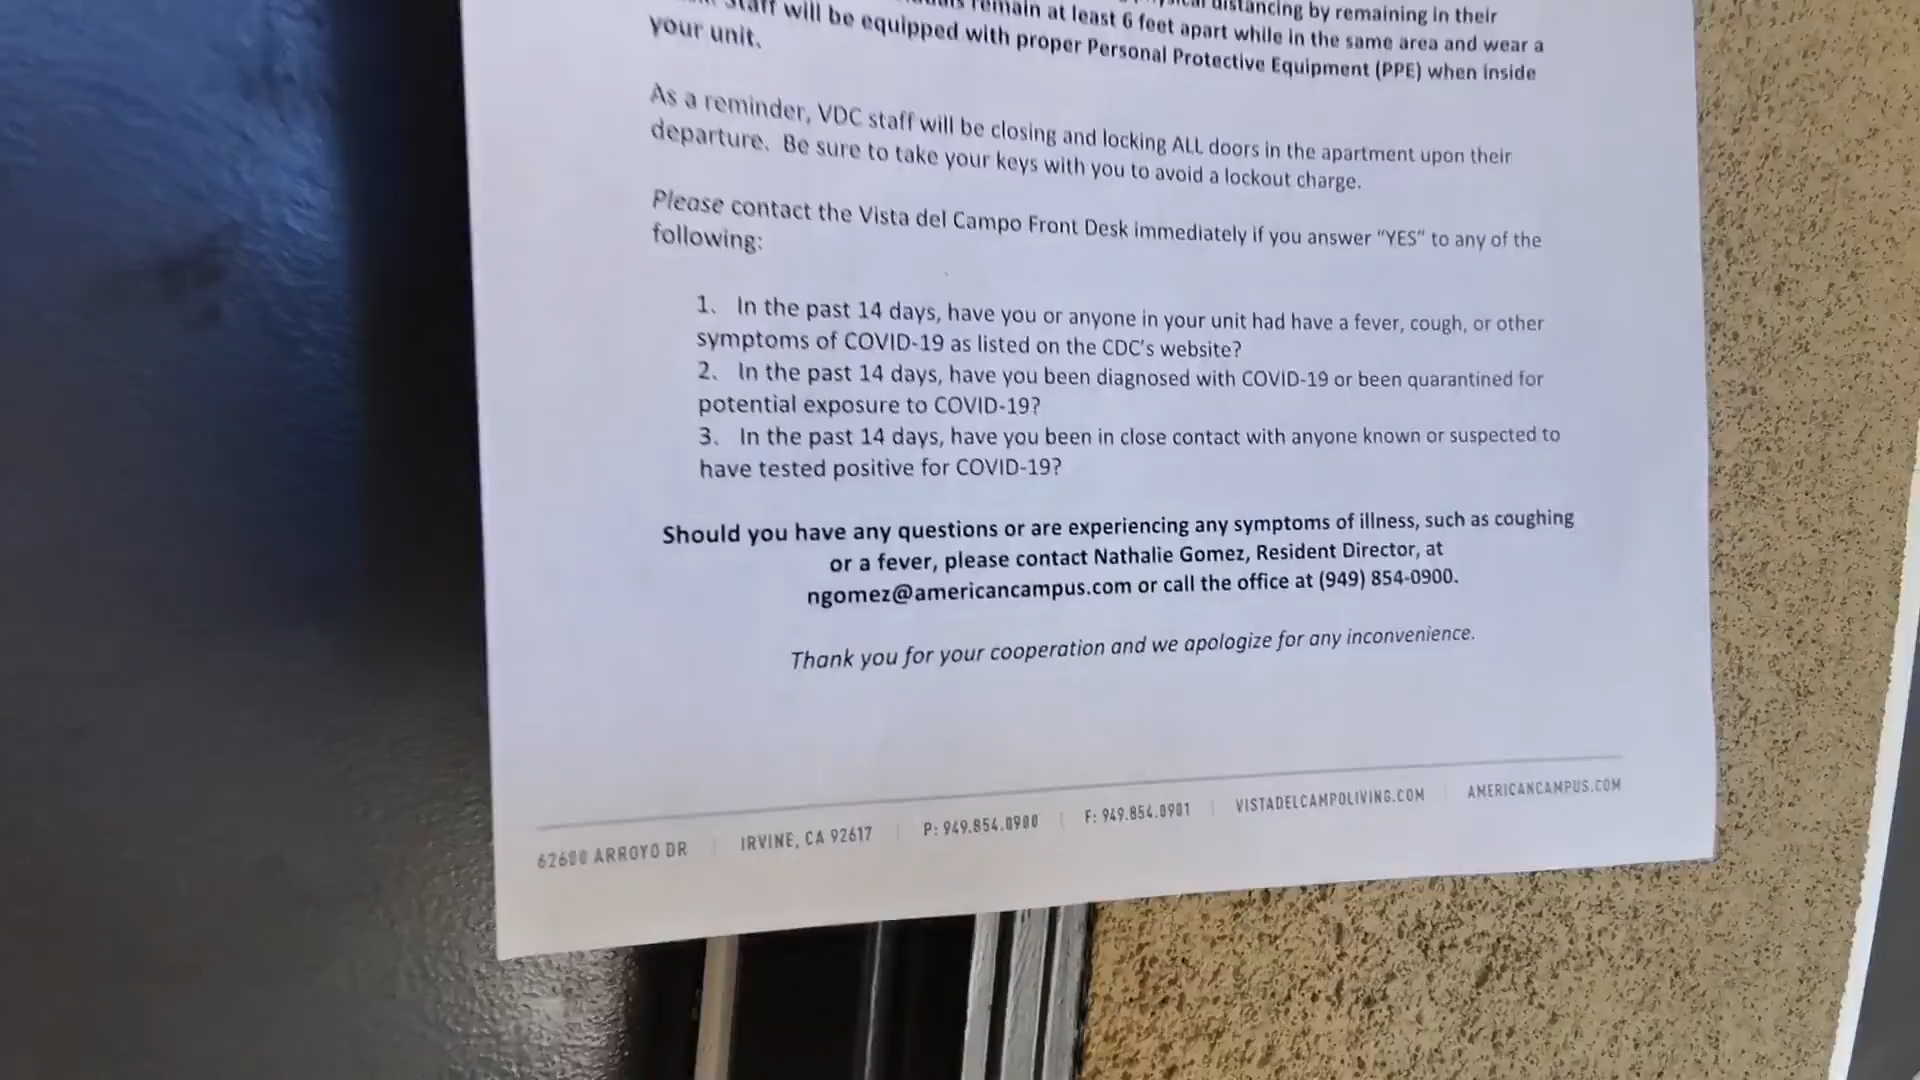 physical distancing by remaining in their
remain at least 6 feet apart while in the same area and wear a
staff will be equipped with proper Personal Protective Equipment (PPE) when inside
your unit.
As a reminder, VDC staff will be closing and locking ALL doors in the apartment upon their
departure. Be sure to take your keys with you to avoid a lockout charge.
Please contact the Vista del Campo Front Desk immediately if you answer “YES” to any of the
following:
1. In the past 14 days, have you or anyone in your unit had have a fever, cough, or other
symptoms of COVID-19 as listed on the CDC’s website?
2. In the past 14 days, have you been diagnosed with COVID-19 or been quarantined for
potential exposure to COVID-19?
3. In the past 14 days, have you been in close contact with anyone known or suspected to
have tested positive for COVID-19?
Should you have any questions or are experiencing any symptoms of illness, such as coughing
or a fever, please contact Nathalie Gomez, Resident Director, at
ngomez@americancampus.com or call the office at (949) 854-0900.
Thank you for your cooperation and we apologize for any inconvenience.
62600 ARROYO DR | IRVINE, CA 92617 | P: 949.854.0900 | F: 949.854.0901 | VISTADELCAMPOLIVING.COM | AMERICANCAMPUS.COM